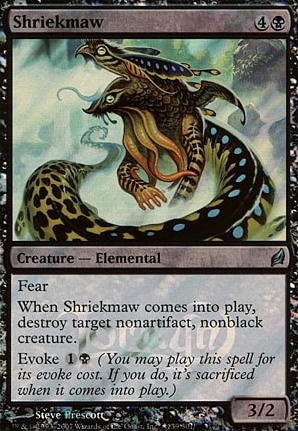 Shriekmaw 4
Creature — Elemental
Fear
When Shriekmaw comes into play,
destroy target nonartifact, nonblack
creature.
Evoke 1 (You may play this spell for
its evoke cost. If you do, it's sacrificed
when it comes into play.)
Steve Prescott
3/2